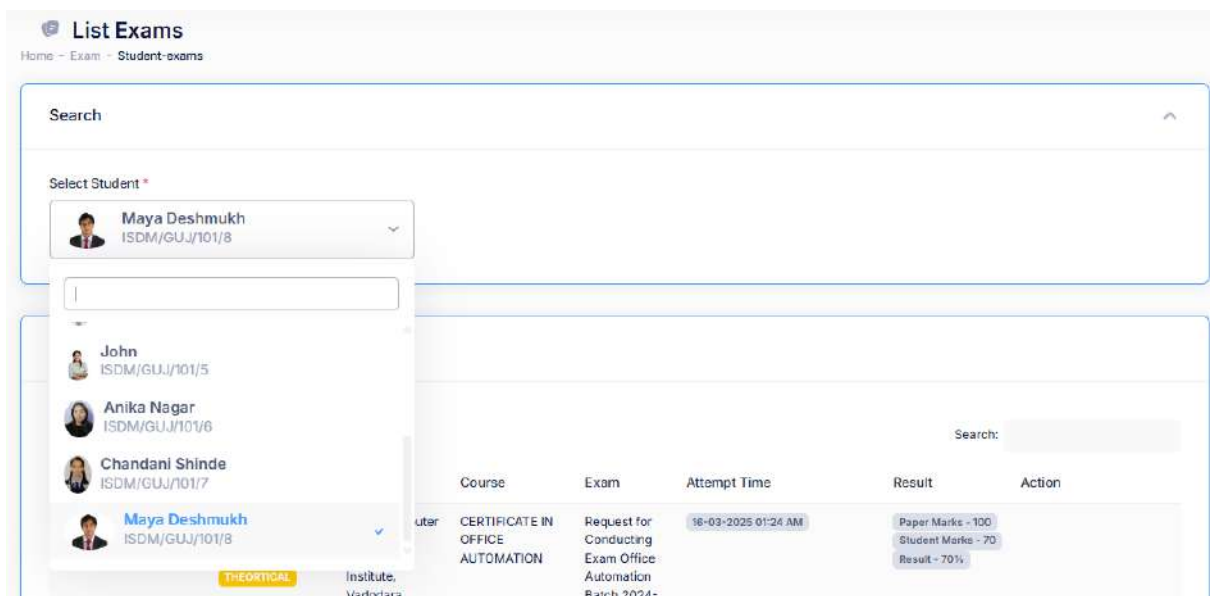 List Exams
Home - Exam - Student-exams
Search
Select Student *
Maya Deshmukh
ISDM/GUJ/101/8
John
ISDM/GUJ/101/5
Anika Nagar
ISDM/GUJ/101/6
Chandani Shinde
ISDM/GUJ/101/7
Maya Deshmukh
ISDM/GUJ/101/8
Search:
Course Exam Attempt Time Result Action
THEORTICAL
uter
Institute,
Vadodara
CERTIFICATE IN
OFFICE
AUTOMATION
Request for
Conducting
Exam Office
Automation
Batch 2024-
16-03-2025 01:24 AM
Paper Marks - 100
Student Marks - 70
Result - 70%